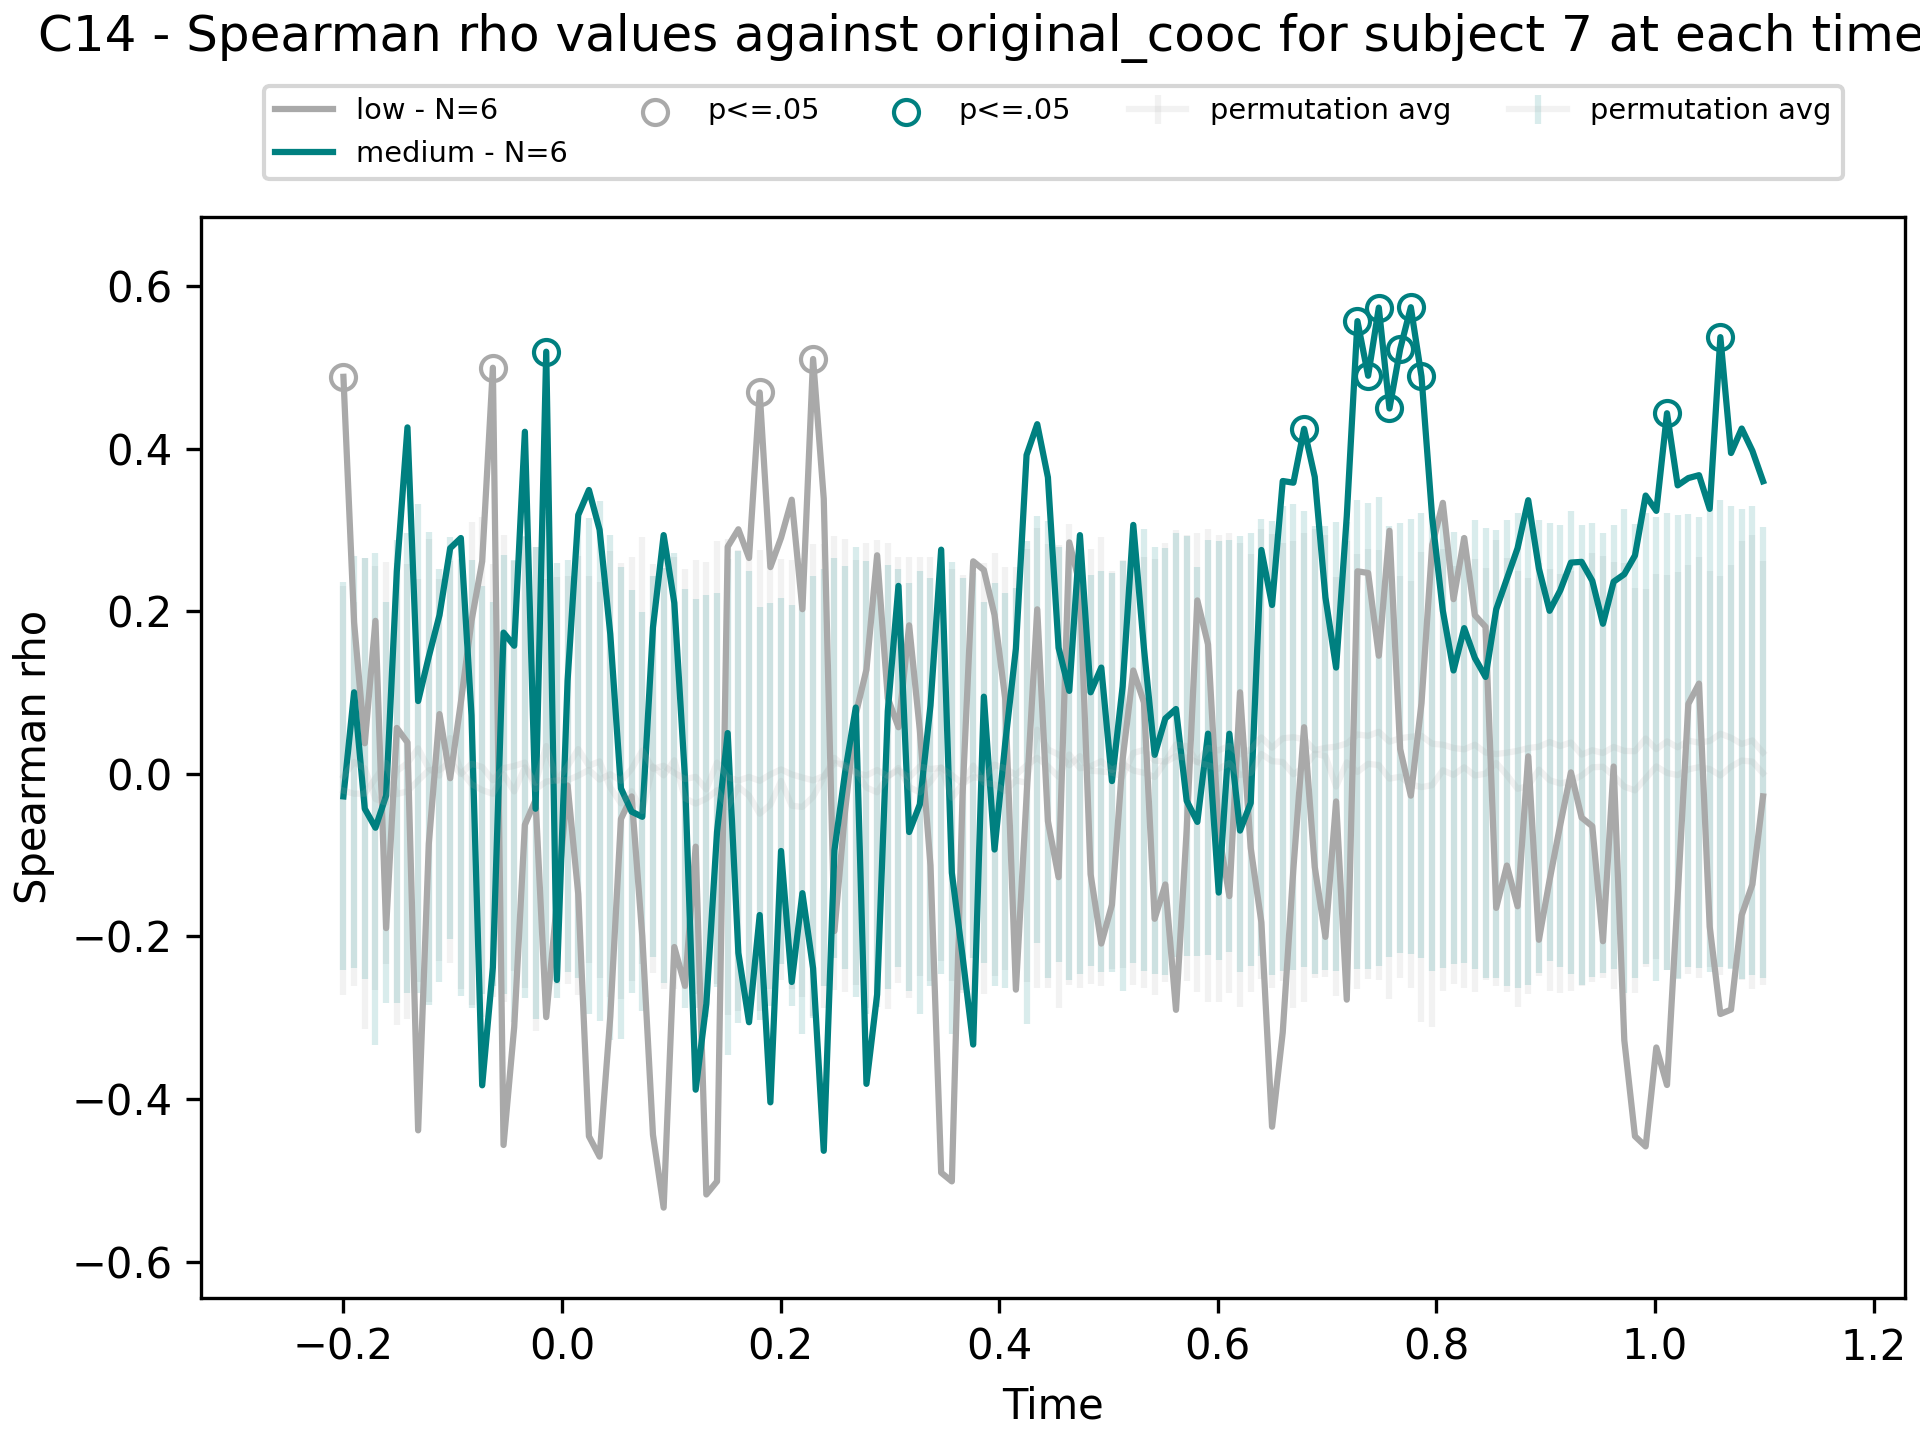 C14 - Spearman rho values against original_cooc for subject 7 at each time
low - N=6
medium - N=6
p<=.05
p<=.05
permutation avg
permutation avg
Spearman rho
0.6
0.4
0.2
0.0
−0.2
−0.4
−0.6
−0.2 0.0 0.2 0.4 0.6 0.8 1.0 1.2
Time